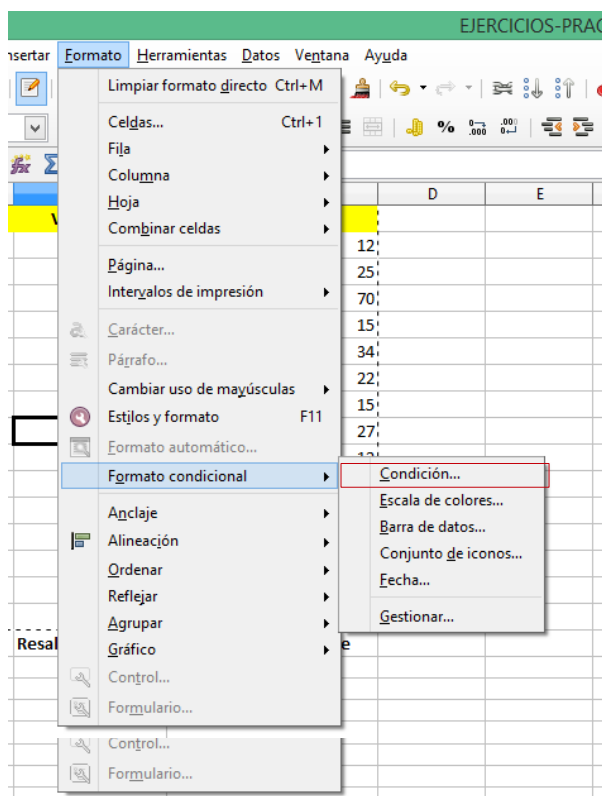 EJERCICIOS-PRAC
nsertar Formato Herramientas Datos Ventana Ayuda
Limpiar formato directo Ctrl+M
Celdas... Ctrl+1
Fila
Columna
Hoja
Combinar celdas
Página...
Intervalos de impresión
Carácter...
Párrafo...
Cambiar uso de mayúsculas
Estilos y formato F11
Formato automático...
Formato condicional
Anclaje
Alineación
Ordenar
Reflejar
Agrupar
Gráfico
Control...
Formulario...
Control...
Formulario...
Condición...
Escala de colores...
Barra de datos...
Conjunto de iconos...
Fecha...
Gestionar...
% .000 .00
D E
V
12
25
70
15
34
22
15
27
Resal e